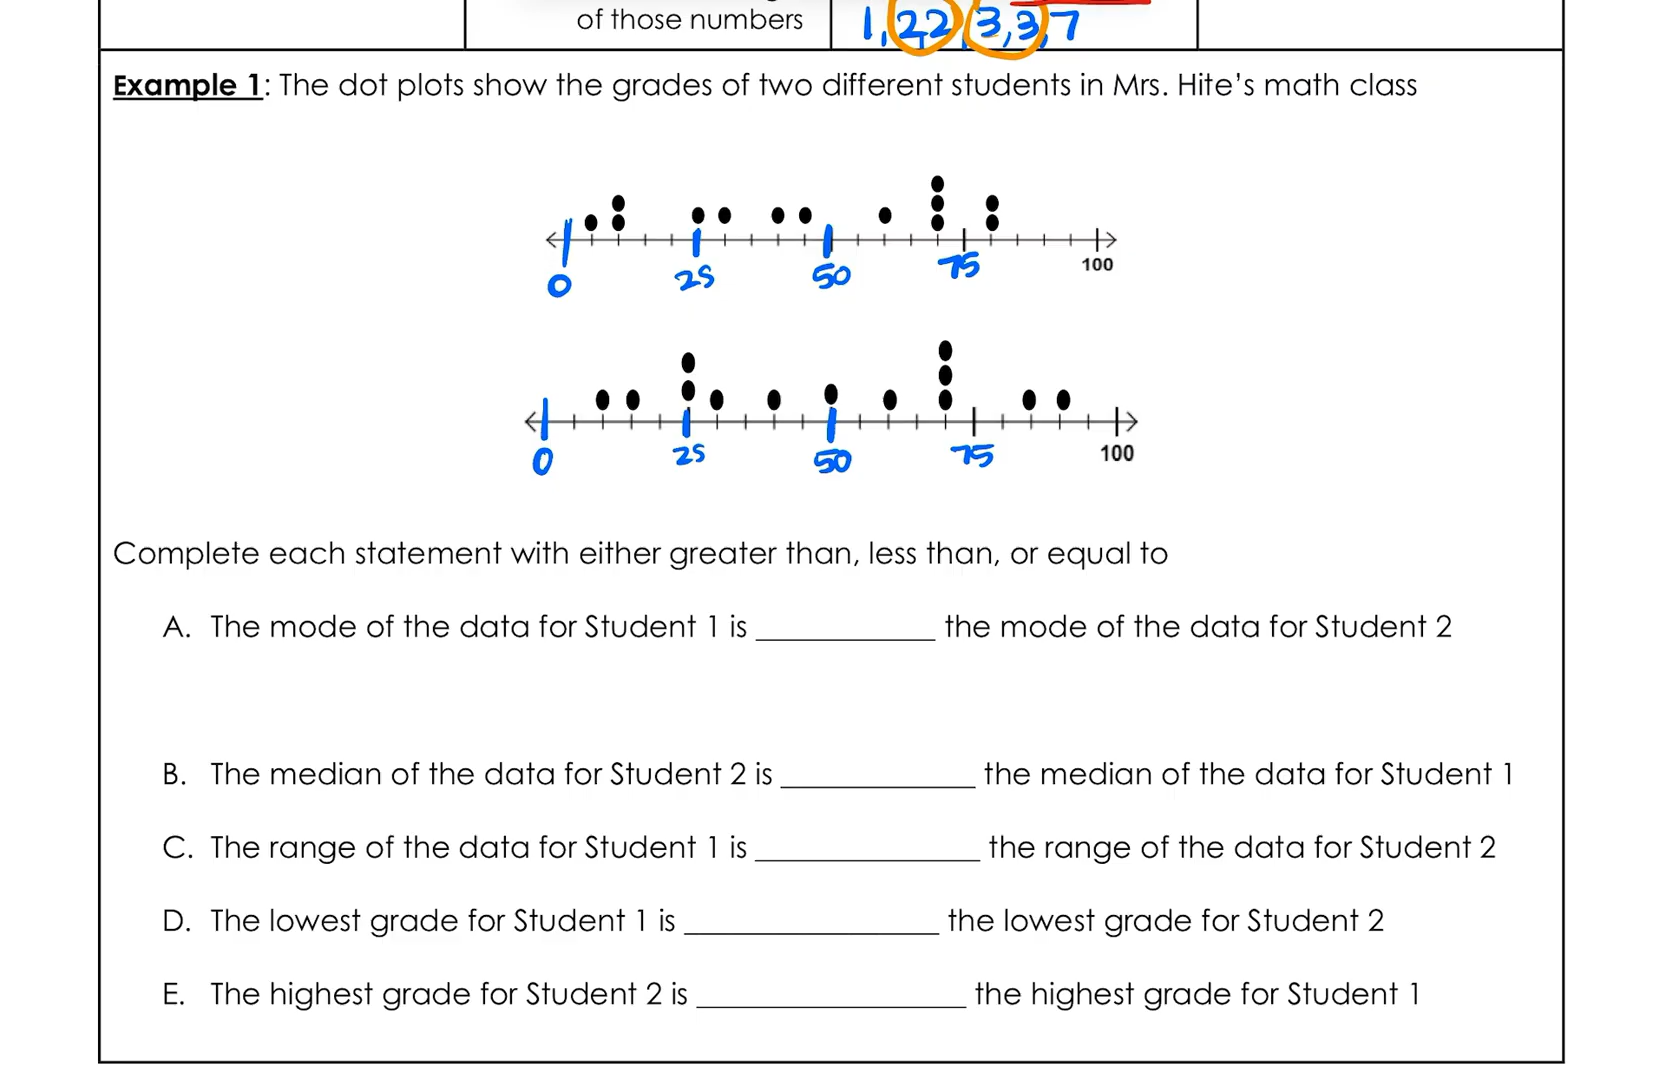 of those numbers
1, 2,2, 3,3, 7
Example 1: The dot plots show the grades of two different students in Mrs. Hite's math class
0 25 50 75 100
0 25 50 75 100
Complete each statement with either greater than, less than, or equal to
A. The mode of the data for Student 1 is __________ the mode of the data for Student 2
B. The median of the data for Student 2 is ___________ the median of the data for Student 1
C. The range of the data for Student 1 is _____________ the range of the data for Student 2
D. The lowest grade for Student 1 is ______________ the lowest grade for Student 2
E. The highest grade for Student 2 is _______________ the highest grade for Student 1